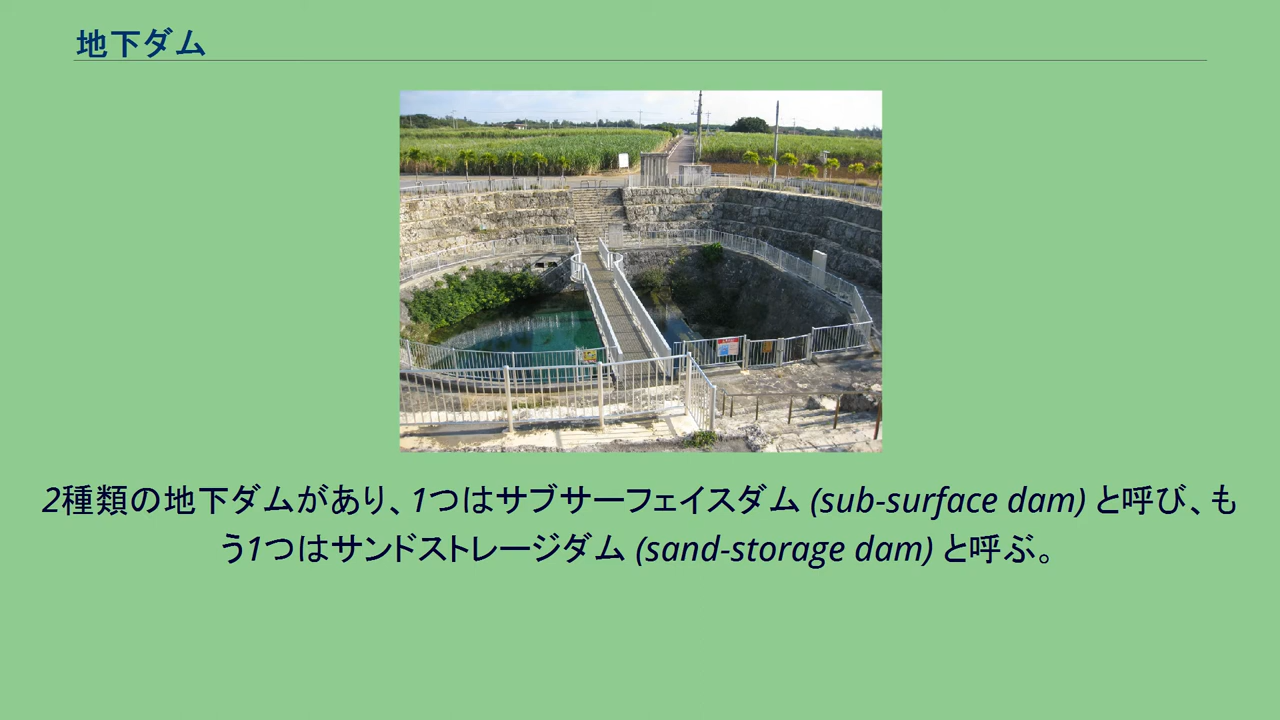 地下ダム
2種類の地下ダムがあり、1つはサブサーフェイスダム (sub-surface dam) と呼び、も
う1つはサンドストレージダム (sand-storage dam) と呼ぶ。